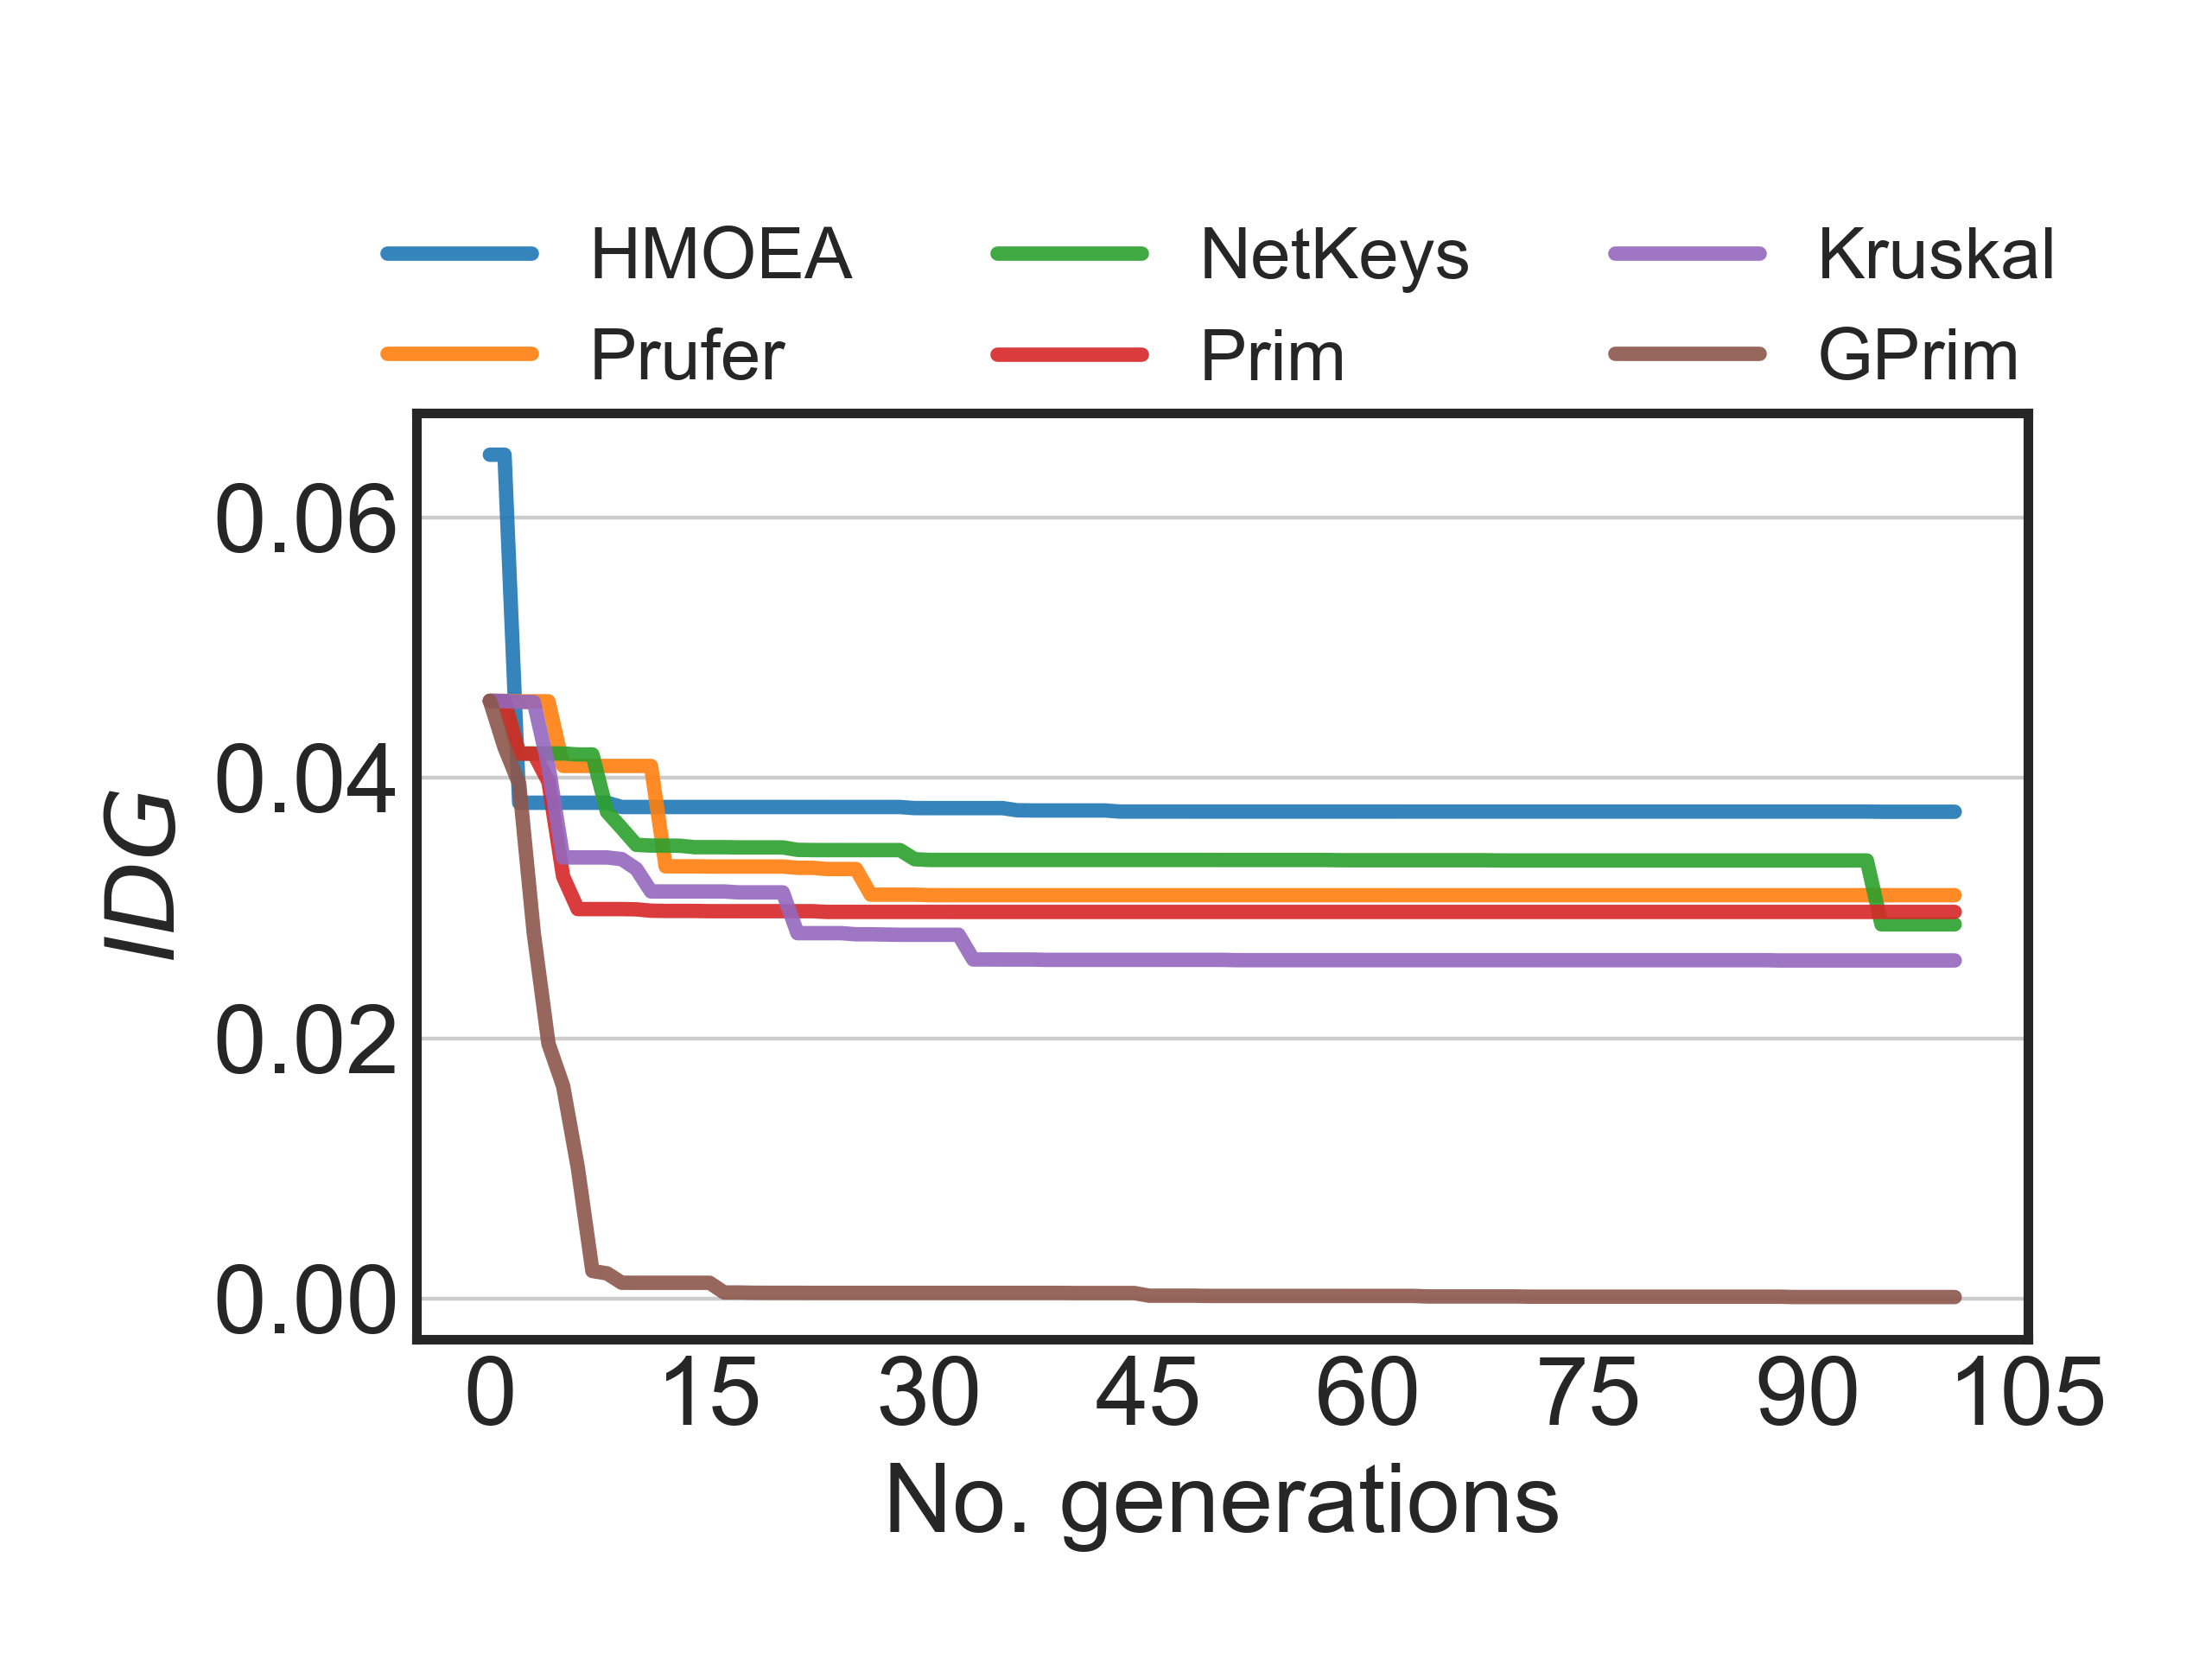 HMOEA NetKeys Kruskal
Prufer Prim GPrim
0.06
0.04
0.02
0.00
IDG
0 15 30 45 60 75 90 105
No. generations